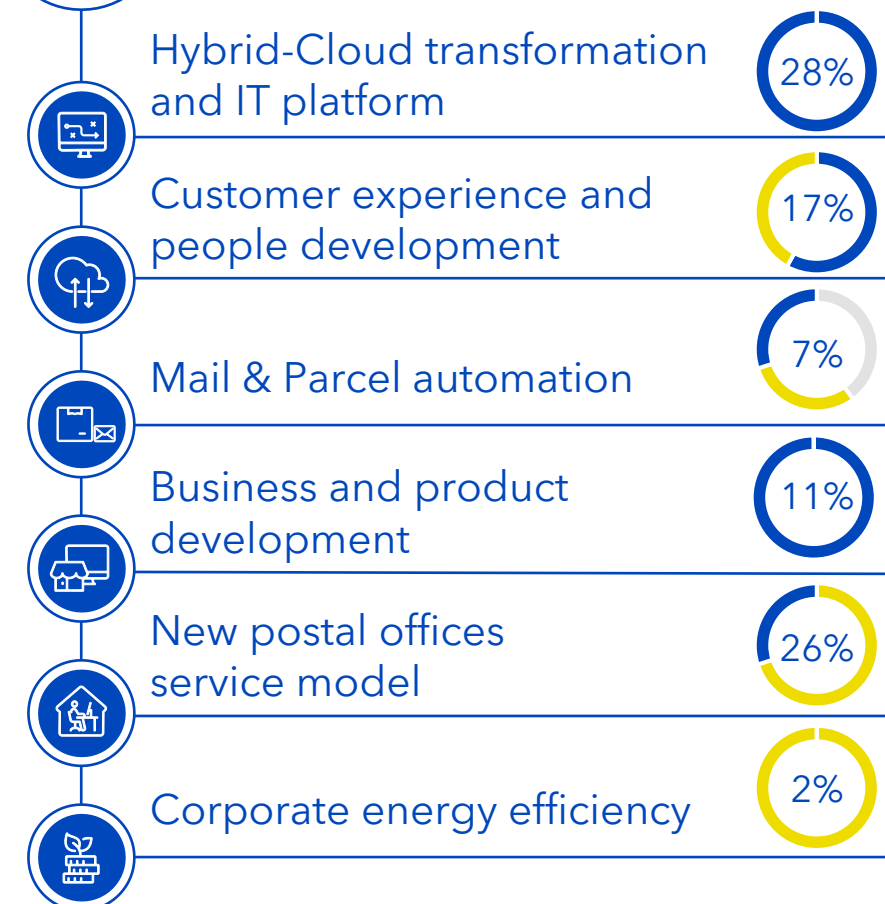 Hybrid-Cloud transformation
and IT platform
28%
Customer experience and
people development
17%
Mail & Parcel automation
7%
Business and product
development
11%
New postal offices
service model
26%
Corporate energy efficiency
2%